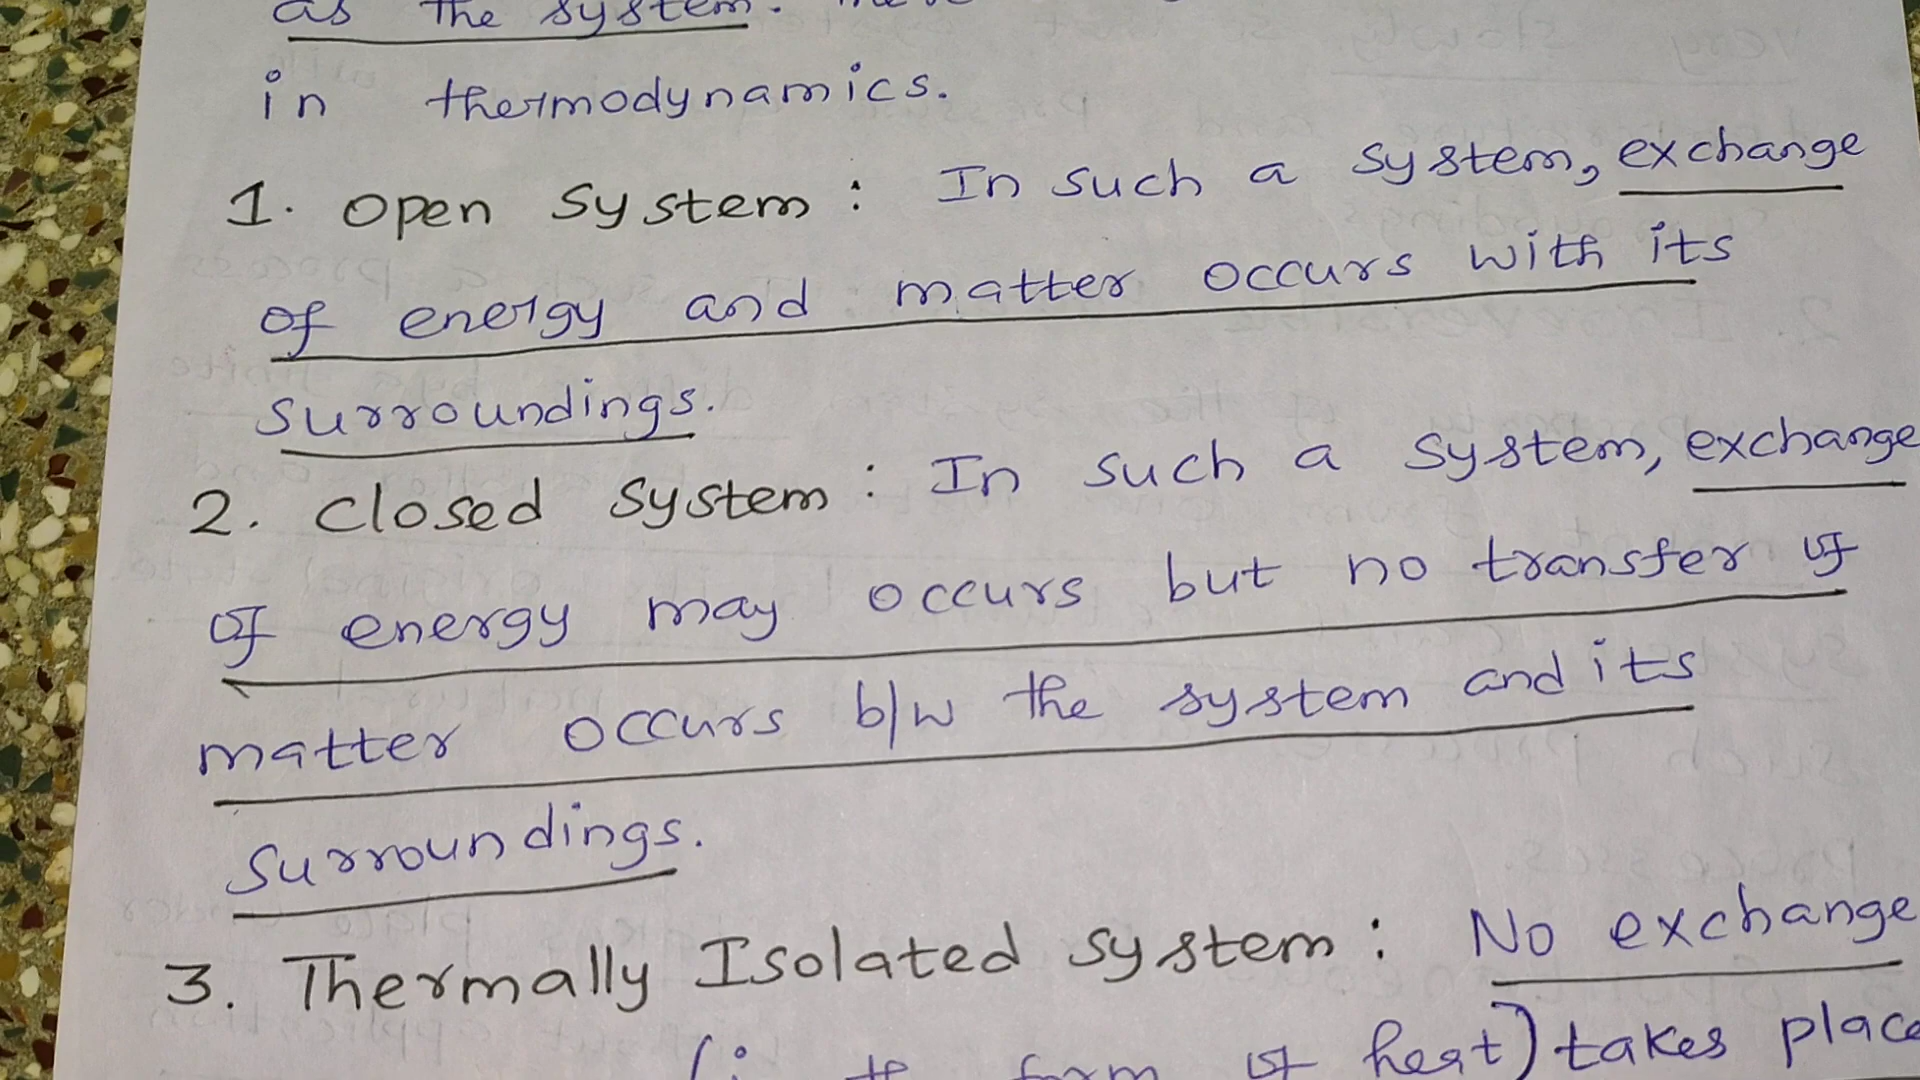 as the system.
in thermodynamics.
1. Open System : In such a system, exchange
of energy and matter occurs with its
surroundings.
2. Closed System : In such a system, exchange
of energy may occurs but no transfer of
matter occurs b/w the system and its
surroundings.
3. Thermally Isolated system : No exchange
form of heat) takes place